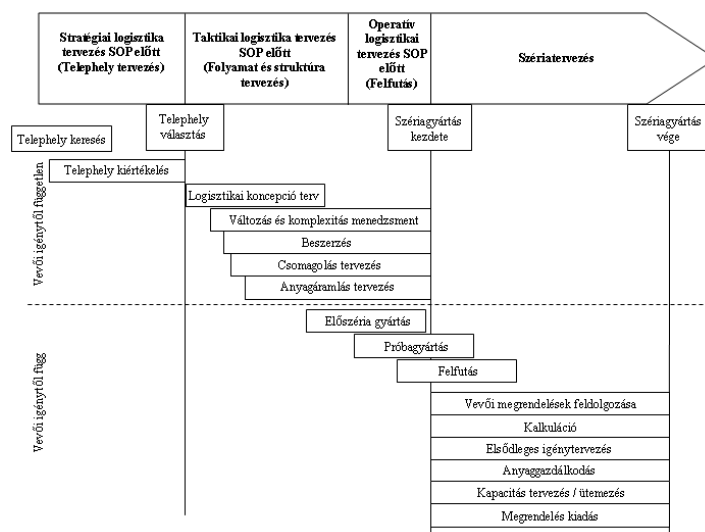 Stratégiai logisztika
tervezés SOP előtt
(Telephely tervezés)
Taktikai logisztika tervezés
SOP előtt
(Folyamat és struktúra
tervezés)
Operatív
logisztikai
tervezés SOP
előtt
(Felfutás)
Szériatervezés
Telephely
választás
Szériagyártás
kezdete
Szériagyártás
vége
Telephely keresés
Telephely kiértékelés
Logisztikai koncepció terv
Változás és komplexitás menedzsment
Beszerzés
Csomagolás tervezés
Anyagáramlás tervezés
Vevői igénytől független
Előszéria gyártás
Próbagyártás
Felfutás
Vevői igénytől függ
Vevői megrendelések feldolgozása
Kalkuláció
Elsődleges igénytervezés
Anyaggazdálkodás
Kapacitás tervezés / ütemezés
Megrendelés kiadás